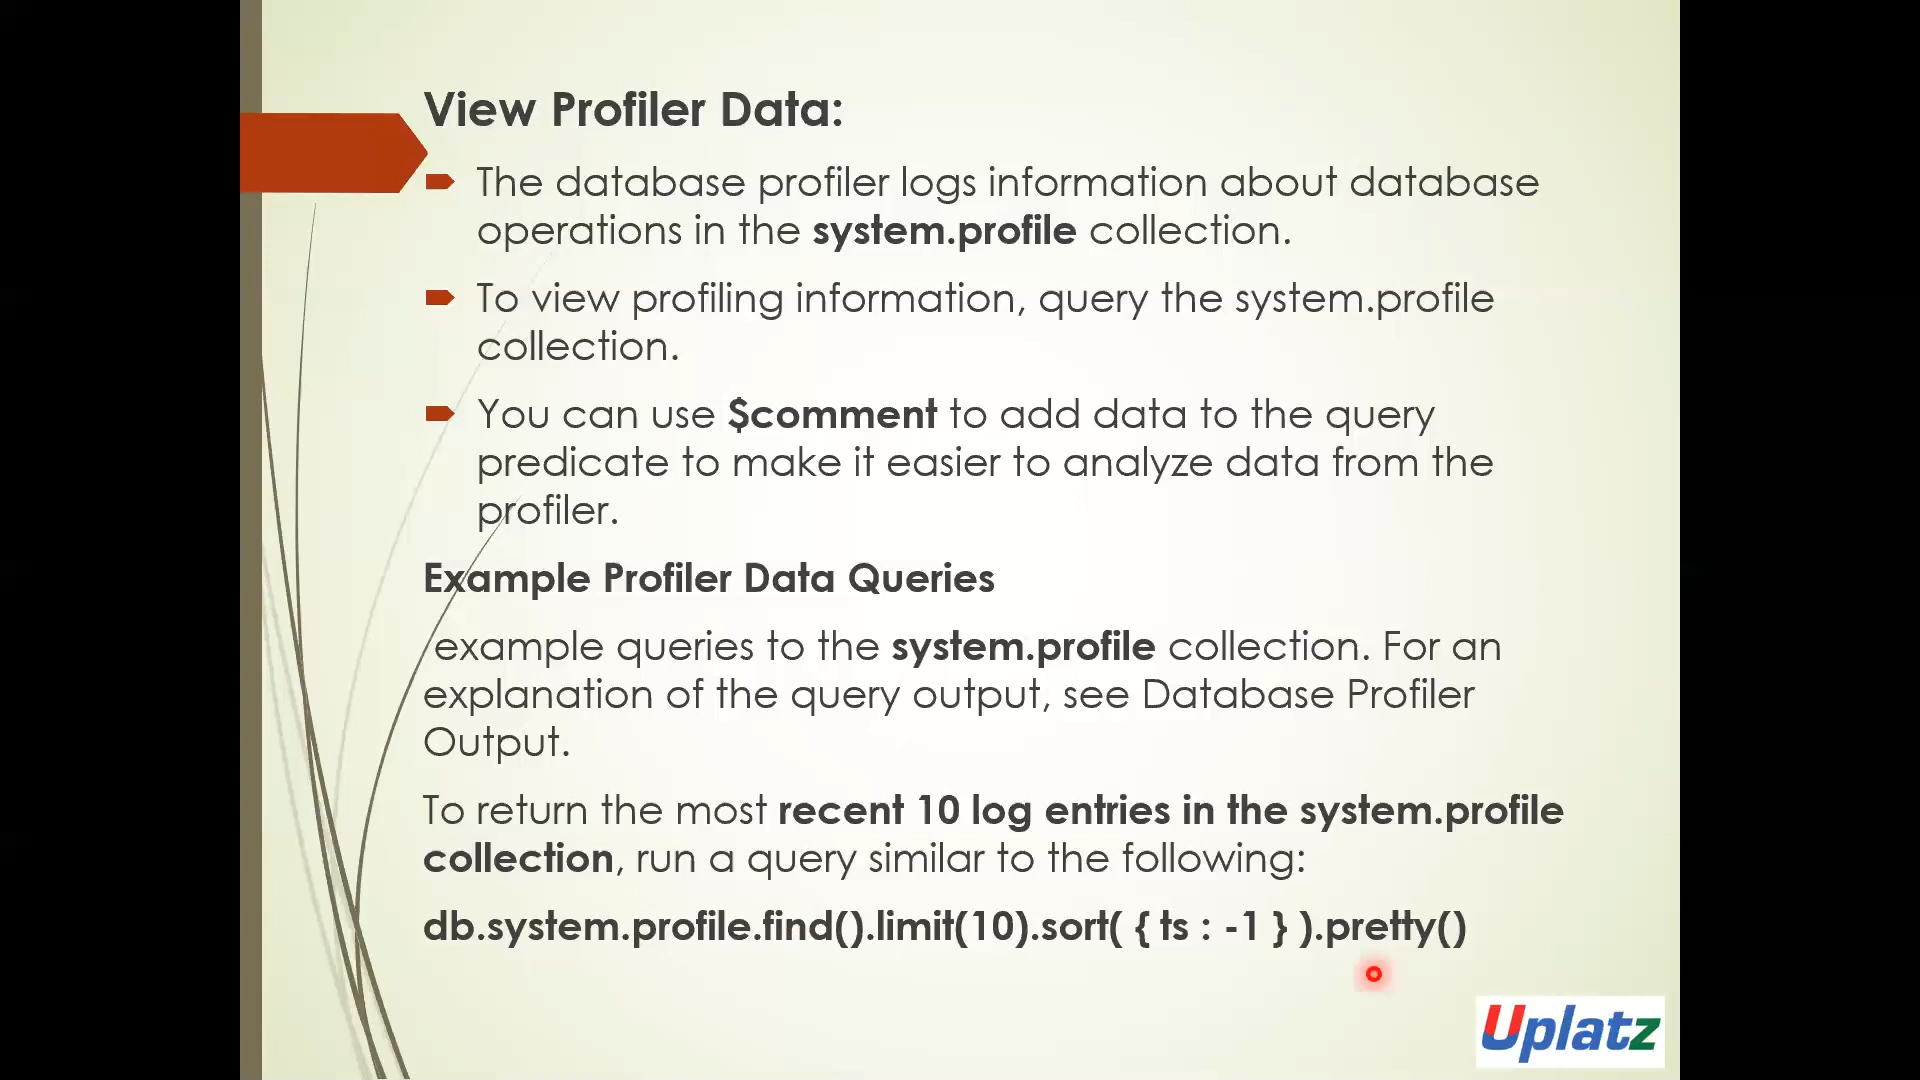 View Profiler Data:
The database profiler logs information about database
operations in the system.profile collection.
To view profiling information, query the system.profile
collection.
You can use $comment to add data to the query
predicate to make it easier to analyze data from the
profiler.
Example Profiler Data Queries
example queries to the system.profile collection. For an
explanation of the query output, see Database Profiler
Output.
To return the most recent 10 log entries in the system.profile
collection, run a query similar to the following:
db.system.profile.find().limit(10).sort( { ts : -1 } ).pretty()
Uplatz